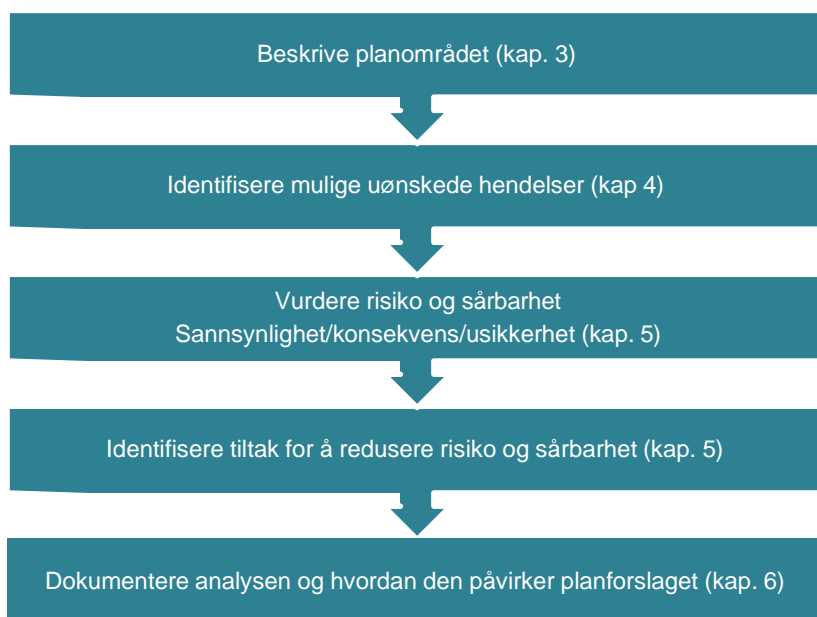 Beskrive planområdet (kap. 3)
Identifisere mulige uønskede hendelser (kap 4)
Vurdere risiko og sårbarhet
Sannsynlighet/konsekvens/usikkerhet (kap. 5)
Identifisere tiltak for å redusere risiko og sårbarhet (kap. 5)
Dokumentere analysen og hvordan den påvirker planforslaget (kap. 6)